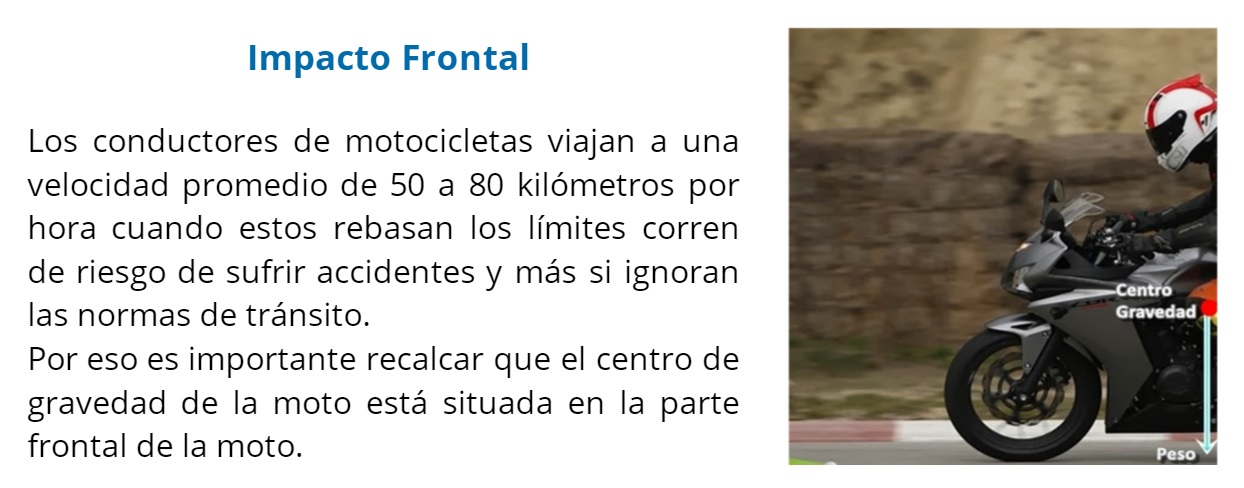 Impacto Frontal
Los conductores de motocicletas viajan a una
velocidad promedio de 50 a 80 kilómetros por
hora cuando estos rebasan los límites corren
de riesgo de sufrir accidentes y más si ignoran
las normas de tránsito.
Por eso es importante recalcar que el centro de
gravedad de la moto está situada en la parte
frontal de la moto.
Centro
Gravedad
Peso